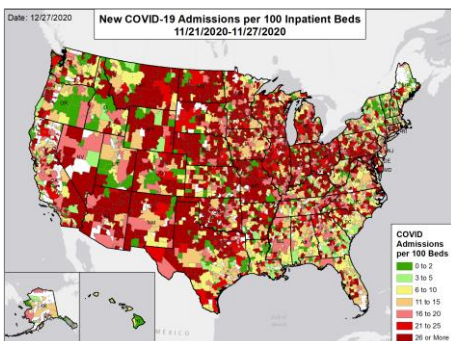 Date: 12/27/2020
New COVID-19 Admissions per 100 Inpatient Beds
11/21/2020-11/27/2020
COVID
Admissions
per 100 Beds
0 to 2
3 to 5
6 to 10
11 to 15
16 to 20
21 to 25
26 or More
MÉXICO